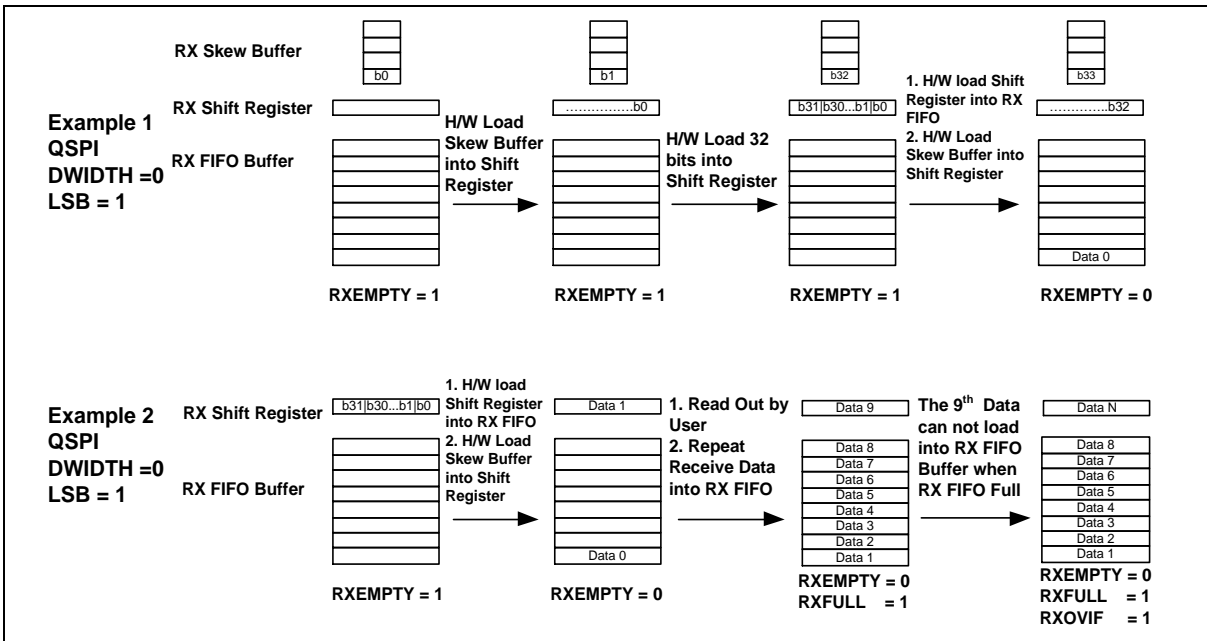 RX Skew Buffer
b0
b1
b32
b33
Example 1
QSPI
DWIDTH =0
LSB = 1
RX Shift Register
……………b0
b31|b30...b1|b0
…………..b32
RX FIFO Buffer
H/W Load
Skew Buffer
into Shift
Register
H/W Load 32
bits into
Shift Register
1. H/W load Shift
Register into RX
FIFO
2. H/W Load
Skew Buffer into
Shift Register
Data 0
RXEMPTY = 1
RXEMPTY = 1
RXEMPTY = 1
RXEMPTY = 0
Example 2
QSPI
DWIDTH =0
LSB = 1
RX Shift Register
RX FIFO Buffer
b31|b30...b1|b0
RXEMPTY = 1
1. H/W load
Shift Register
into RX FIFO
2. H/W Load
Skew Buffer
into Shift
Register
Data 1
Data 0
RXEMPTY = 0
1. Read Out by
User
2. Repeat
Receive Data
into RX FIFO
Data 9
Data 8
Data 7
Data 6
Data 5
Data 4
Data 3
Data 2
Data 1
RXEMPTY = 0
RXFULL = 1
The 9th Data
can not load
into RX FIFO
Buffer when
RX FIFO Full
Data N
Data 8
Data 7
Data 6
Data 5
Data 4
Data 3
Data 2
Data 1
RXEMPTY = 0
RXFULL = 1
RXOVIF = 1